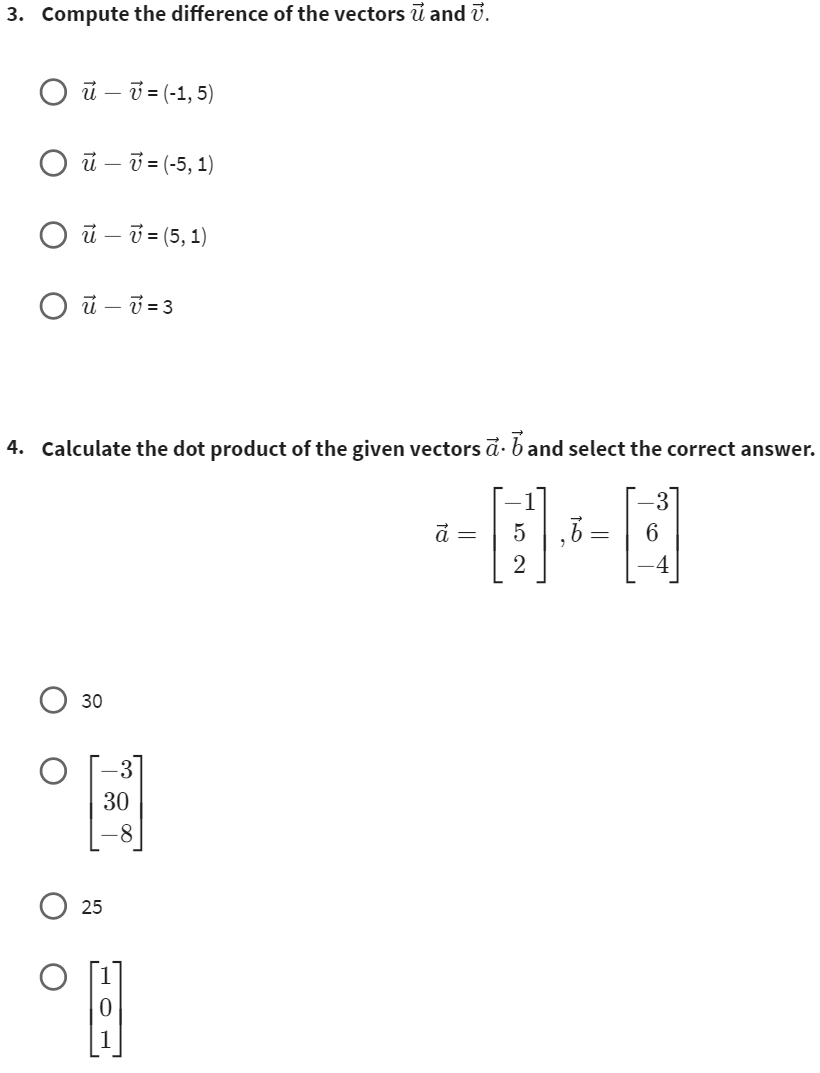 3. Compute the difference of the vectors u⃗ and v⃗.
u⃗ − v⃗ = (-1, 5)
u⃗ − v⃗ = (-5, 1)
u⃗ − v⃗ = (5, 1)
u⃗ − v⃗ = 3
4. Calculate the dot product of the given vectors a⃗· b⃗ and select the correct answer.
a⃗ = [−1 5 2], b⃗ = [−3 6 −4]
30
[−3
30
−8]
25
[1
0
1]